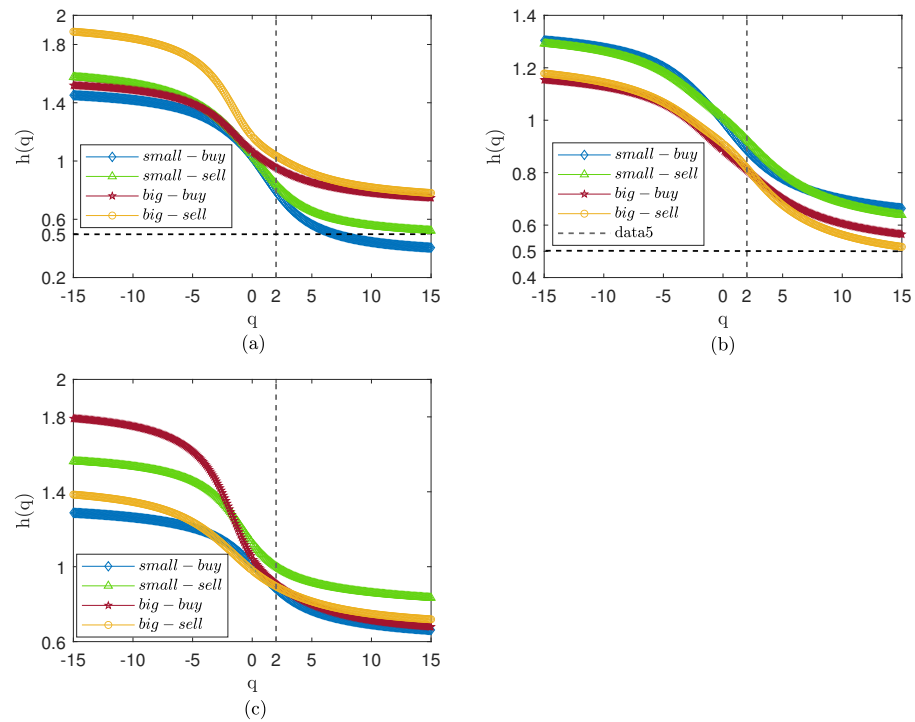 2
1.8
1.4
1
0.6
0.5
0.2
h(q)
small − buy
small − sell
big − buy
big − sell
-15 -10 -5 0 2 5 10 15
q
(a)
1.4
1.2
1
0.8
0.6
0.5
0.4
h(q)
small − buy
small − sell
big − buy
big − sell
data5
-15 -10 -5 0 2 5 10 15
q
(b)
2
1.8
1.4
1
0.6
h(q)
small − buy
small − sell
big − buy
big − sell
-15 -10 -5 0 2 5 10 15
q
(c)